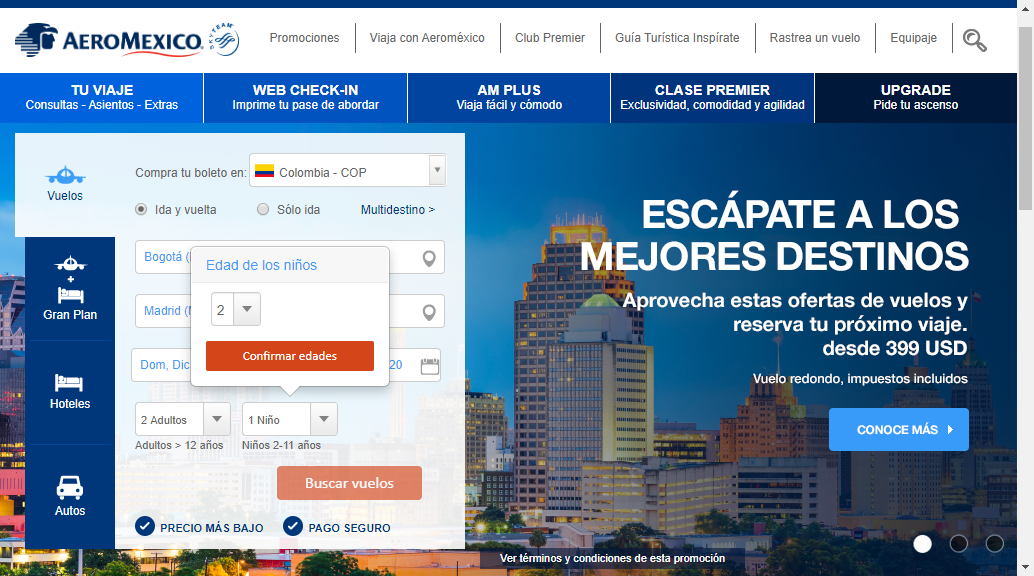 AEROMEXICO
SKYTEAM
Promociones
Viaja con Aeroméxico
Club Premier
Guía Turística Inspírate
Rastrea un vuelo
Equipaje
TU VIAJE
Consultas - Asientos - Extras
WEB CHECK-IN
Imprime tu pase de abordar
AM PLUS
Viaja fácil y cómodo
CLASE PREMIER
Exclusividad, comodidad y agilidad
UPGRADE
Pide tu ascenso
Vuelos
Gran Plan
Hoteles
Autos
Compra tu boleto en:
Colombia - COP
Ida y vuelta
Sólo ida
Multidestino >
Bogotá (
Edad de los niños
2
Madrid (
Confirmar edades
Dom, Dic
20
2 Adultos
1 Niño
Adultos > 12 años
Niños 2-11 años
Buscar vuelos
PRECIO MÁS BAJO
PAGO SEGURO
ESCÁPATE A LOS
MEJORES DESTINOS
Aprovecha estas ofertas de vuelos y
reserva tu próximo viaje.
desde 399 USD
Vuelo redondo, impuestos incluidos
CONOCE MÁS
Ver términos y condiciones de esta promoción